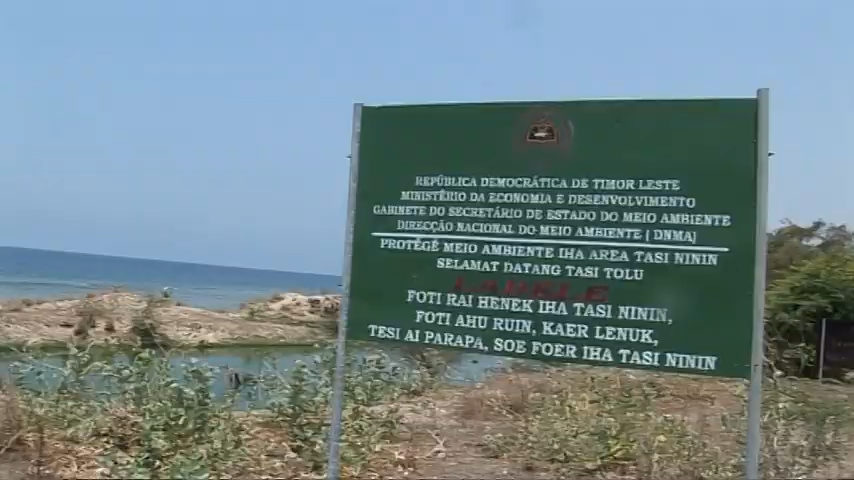 REPÚBLICA DEMOCRÁTICA DE TIMOR LESTE
MINISTÉRIO DA ECONOMIA E DESENVOLVIMENTO
GABINETE DO SECRETÁRIO DE ESTADO DO MEIO AMBIENTE
DIRECÇÃO NACIONAL DO MEIO AMBIENTE (DNMA)
PROTÉGÉ MEIO AMBIENTE IHA AREA TASI NININ
SELAMAT DATANG TASI TOLU
LABELE
FOTI RAI HENEK IHA TASI NININ,
FOTI AHU RUIN, KAER LENUK,
TESI AI PARAPA, SOE FOER IHA TASI NININ